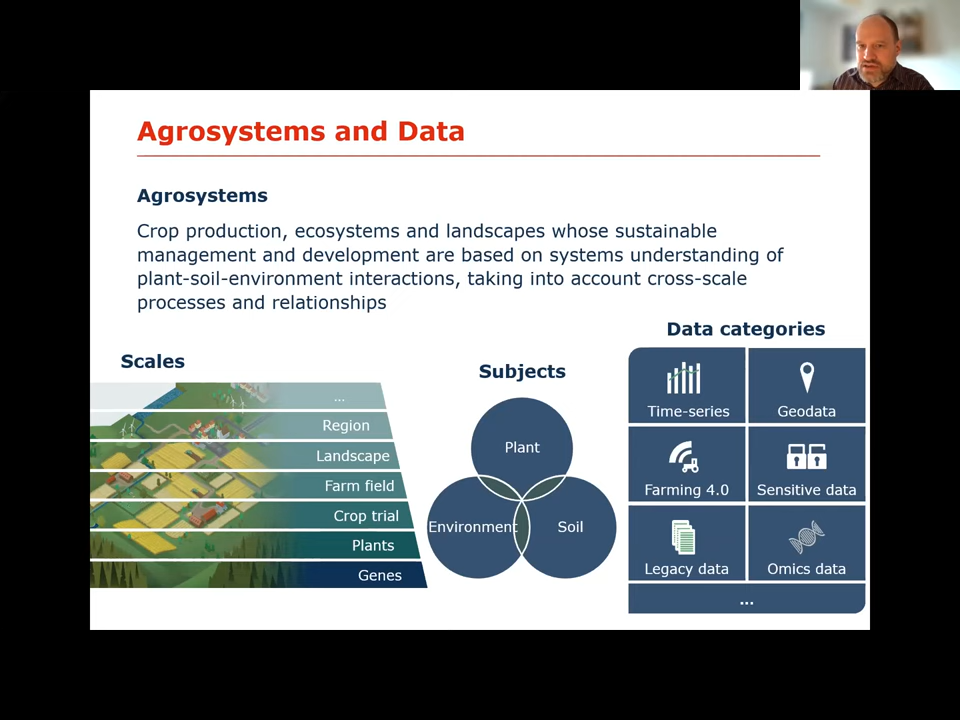 Agrosystems and Data
Agrosystems
Crop production, ecosystems and landscapes whose sustainable
management and development are based on systems understanding of
plant-soil-environment interactions, taking into account cross-scale
processes and relationships
Scales
...
Region
Landscape
Farm field
Crop trial
Plants
Genes
Subjects
Plant
Environment
Soil
Data categories
Time-series
Geodata
Farming 4.0
Sensitive data
Legacy data
Omics data
...